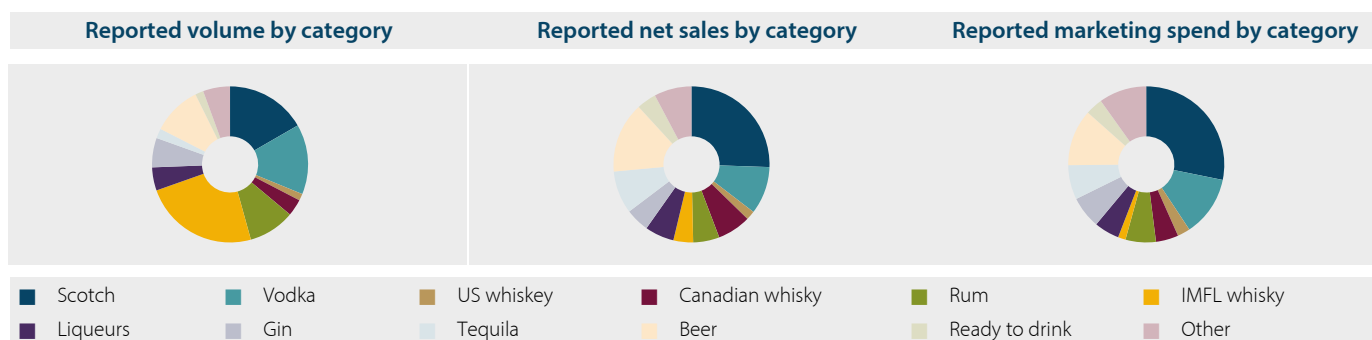 Reported volume by category
Reported net sales by category
Reported marketing spend by category
Scotch
Vodka
US whiskey
Canadian whisky
Rum
IMFL whisky
Liqueurs
Gin
Tequila
Beer
Ready to drink
Other